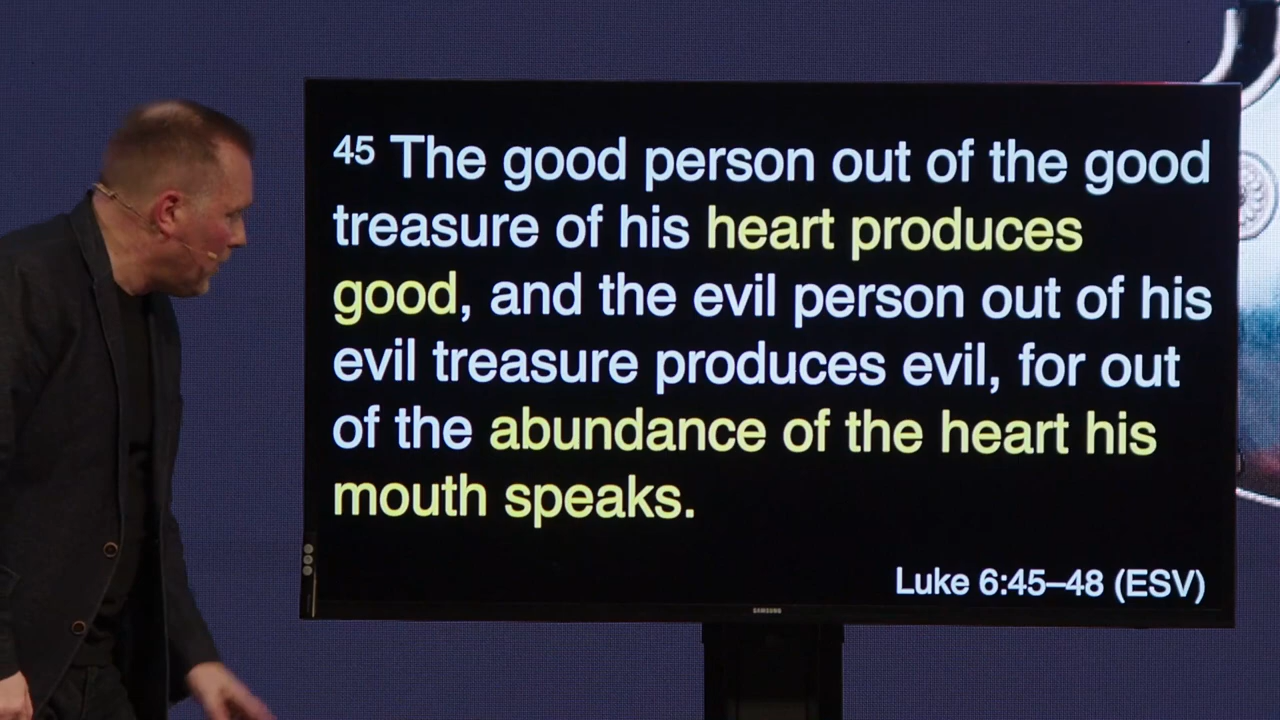 45 The good person out of the good
treasure of his heart produces
good, and the evil person out of his
evil treasure produces evil, for out
of the abundance of the heart his
mouth speaks.
Luke 6:45–48 (ESV)
SAMSUNG